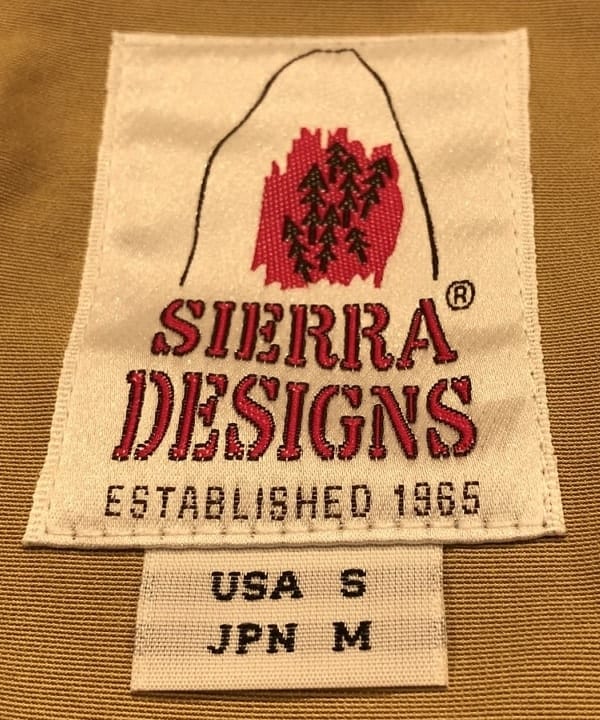 SIERRA®
DESIGNS
ESTABLISHED 1965
USA S
JPN M